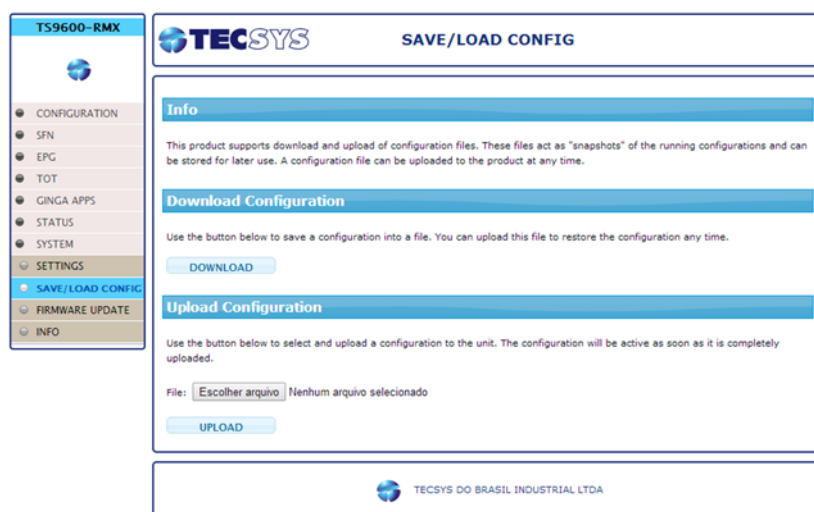 TS9600-RMX
CONFIGURATION
SFN
EPG
TOT
GINGA APPS
STATUS
SYSTEM
SETTINGS
SAVE/LOAD CONFIG
FIRMWARE UPDATE
INFO
TECSYS
SAVE/LOAD CONFIG
Info
This product supports download and upload of configuration files. These files act as "snapshots" of the running configurations and can
be stored for later use. A configuration file can be uploaded to the product at any time.
Download Configuration
Use the button below to save a configuration into a file. You can upload this file to restore the configuration any time.
DOWNLOAD
Upload Configuration
Use the button below to select and upload a configuration to the unit. The configuration will be active as soon as it is completely
uploaded.
File: Escolher arquivo Nenhum arquivo selecionado
UPLOAD
TECSYS DO BRASIL INDUSTRIAL LTDA